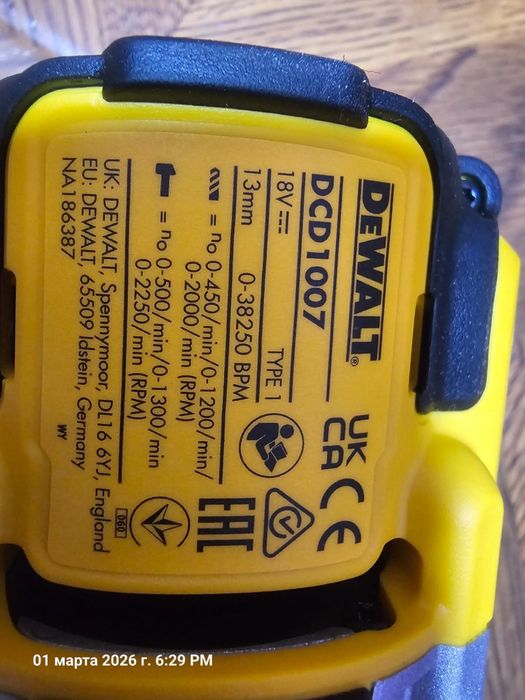 DEWALT®
DCD1007
TYPE 1
18V
13mm 0-38250 BPM
= n₀ 0-450/min/0-1200/min/
0-2000/min (RPM)
= n₀ 0-500/min/0-1300/min
0-2250/min (RPM)
UK: DEWALT, Spennymoor, DL16 6YJ, England
EU: DEWALT, 65509 Idstein, Germany
NA186387
WY
UK
CA
CE
EAC
060
01 марта 2026 г. 6:29 PM